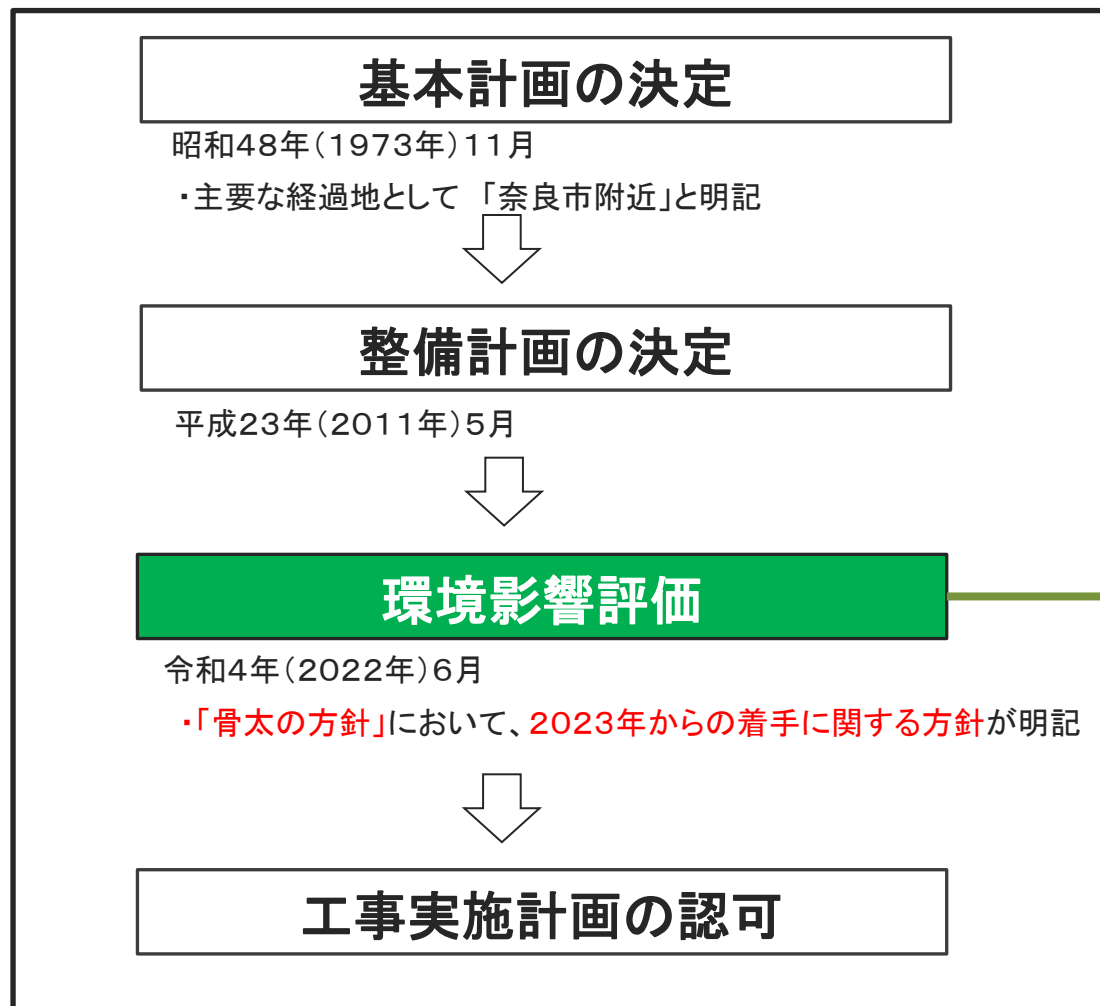 基本計画の決定
昭和48年(1973年)11月
・主要な経過地として 「奈良市附近」と明記
整備計画の決定
平成23年(2011年)5月
環境影響評価
令和4年(2022年)6月
・「骨太の方針」において、2023年からの着手に関する方針が明記
工事実施計画の認可